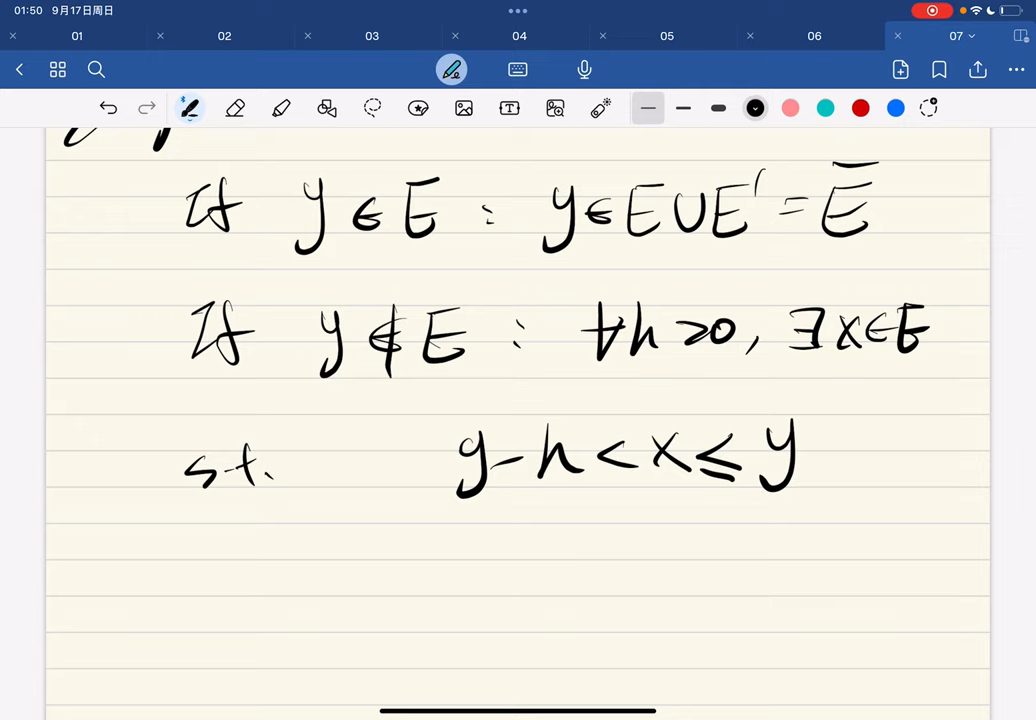 01:50 9月17日周日
01 02 03 04 05 06 07
If y ∈ E : y ∈ E ∪ E' = E̅
If y ∉ E : ∀h >0, ∃ x ∈ E
s.t. y - h < x ≤ y